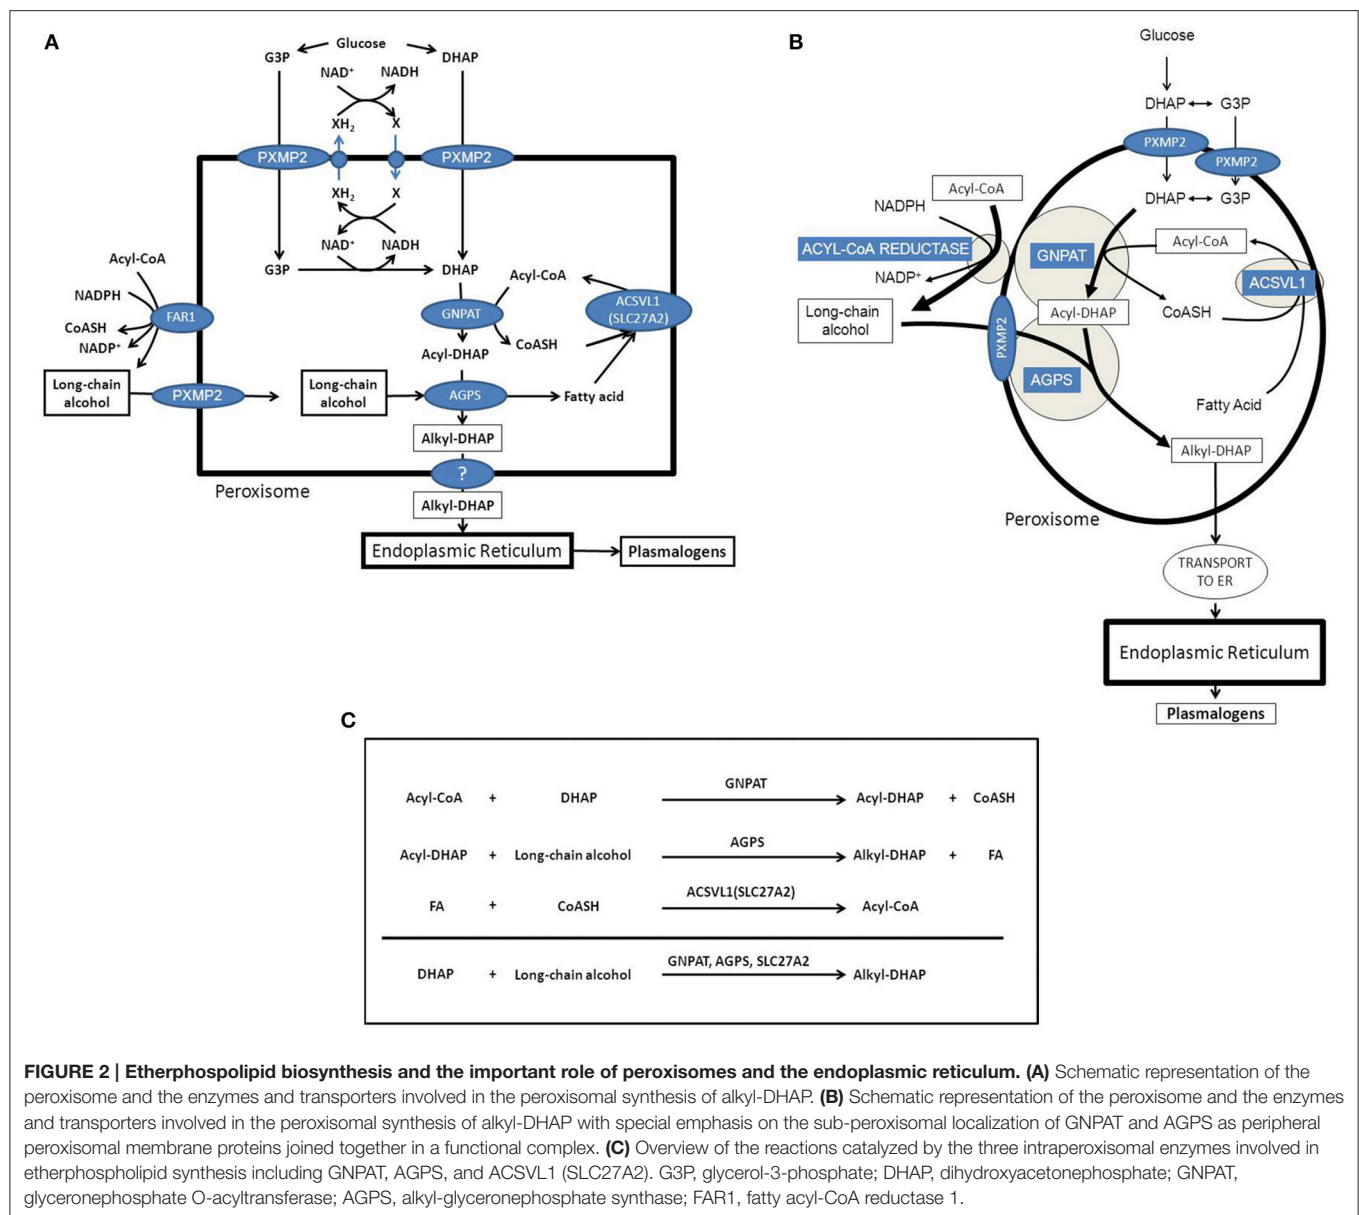 A
Glucose
G3P
DHAP
NAD+
NADH
XH2
X
PXMP2
PXMP2
XH2
X
NAD+
NADH
G3P
DHAP
Acyl-CoA
Acyl-CoA
NADPH
FAR1
CoASH
NADP+
GNPAT
ACSVL1
(SLC27A2)
CoASH
Acyl-DHAP
Long-chain
alcohol
PXMP2
Long-chain
alcohol
AGPS
Fatty acid
Alkyl-DHAP
?
Peroxisome
Alkyl-DHAP
Endoplasmic Reticulum
Plasmalogens
B
Glucose
DHAP
G3P
PXMP2
PXMP2
Acyl-CoA
DHAP
G3P
NADPH
ACYL-CoA REDUCTASE
GNPAT
Acyl-CoA
NADP+
ACSVL1
Long-chain
alcohol
Acyl-DHAP
CoASH
PXMP2
AGPS
Fatty Acid
Alkyl-DHAP
Peroxisome
TRANSPORT
TO ER
Endoplasmic Reticulum
Plasmalogens
C
Acyl-CoA + DHAP GNPAT Acyl-DHAP + CoASH
Acyl-DHAP + Long-chain alcohol AGPS Alkyl-DHAP + FA
FA + CoASH ACSVL1(SLC27A2) Acyl-CoA
DHAP + Long-chain alcohol GNPAT, AGPS, SLC27A2 Alkyl-DHAP
FIGURE 2 | Etherphospolipid biosynthesis and the important role of peroxisomes and the endoplasmic reticulum. (A) Schematic representation of the
peroxisome and the enzymes and transporters involved in the peroxisomal synthesis of alkyl-DHAP. (B) Schematic representation of the peroxisome and the enzymes
and transporters involved in the peroxisomal synthesis of alkyl-DHAP with special emphasis on the sub-peroxisomal localization of GNPAT and AGPS as peripheral
peroxisomal membrane proteins joined together in a functional complex. (C) Overview of the reactions catalyzed by the three intraperoxisomal enzymes involved in
etherphospholipid synthesis including GNPAT, AGPS, and ACSVL1 (SLC27A2). G3P, glycerol-3-phosphate; DHAP, dihydroxyacetonephosphate; GNPAT,
glyceronephosphate O-acyltransferase; AGPS, alkyl-glyceronephosphate synthase; FAR1, fatty acyl-CoA reductase 1.